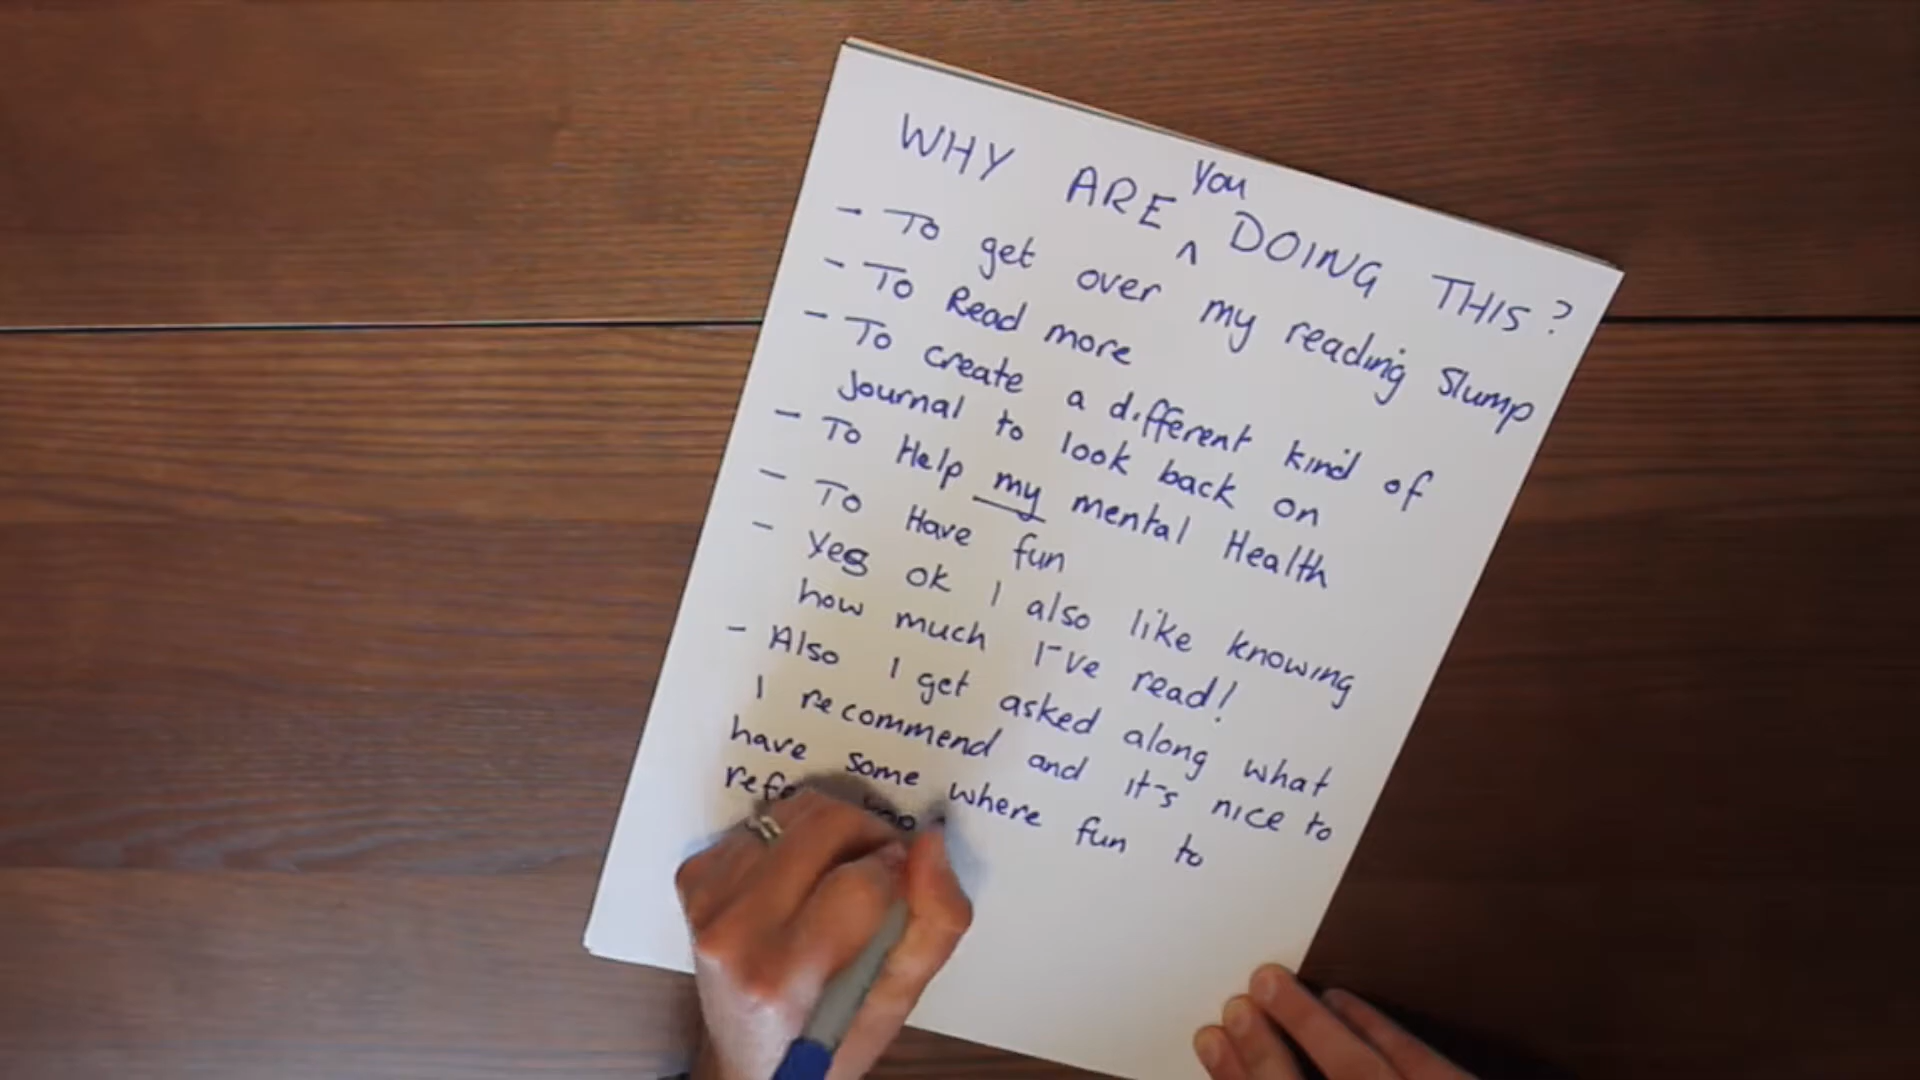 WHY ARE you DOING THIS?
- To get over my reading slump
- To Read more
- To create a different kind of
Journal to look back on
- To Help my mental Health
- To Have fun
- Yes ok I also like knowing
how much I've read!
- Also I get asked along what
I recommend and it's nice to
have some where fun to